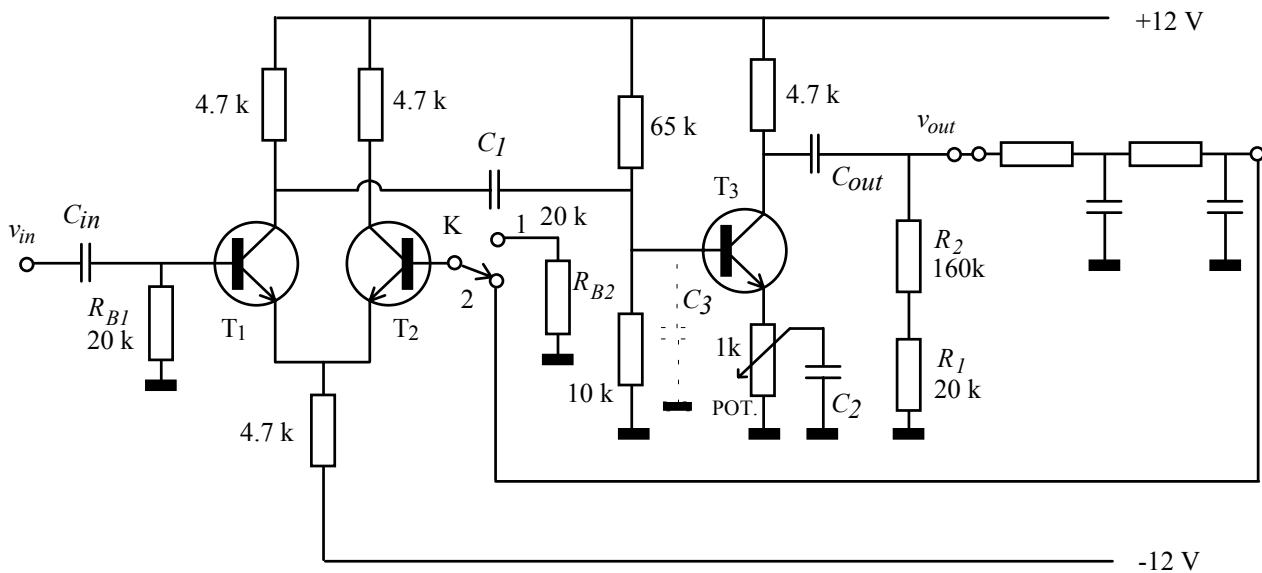 +12 V
4.7 k
4.7 k
65 k
4.7 k
C1
vout
Cout
T3
Cin
vin
K
1
20 k
2
RB1
20 k
RB2
T1
T2
C3
R2
160k
1k
R1
20 k
10 k
POT.
C2
4.7 k
-12 V